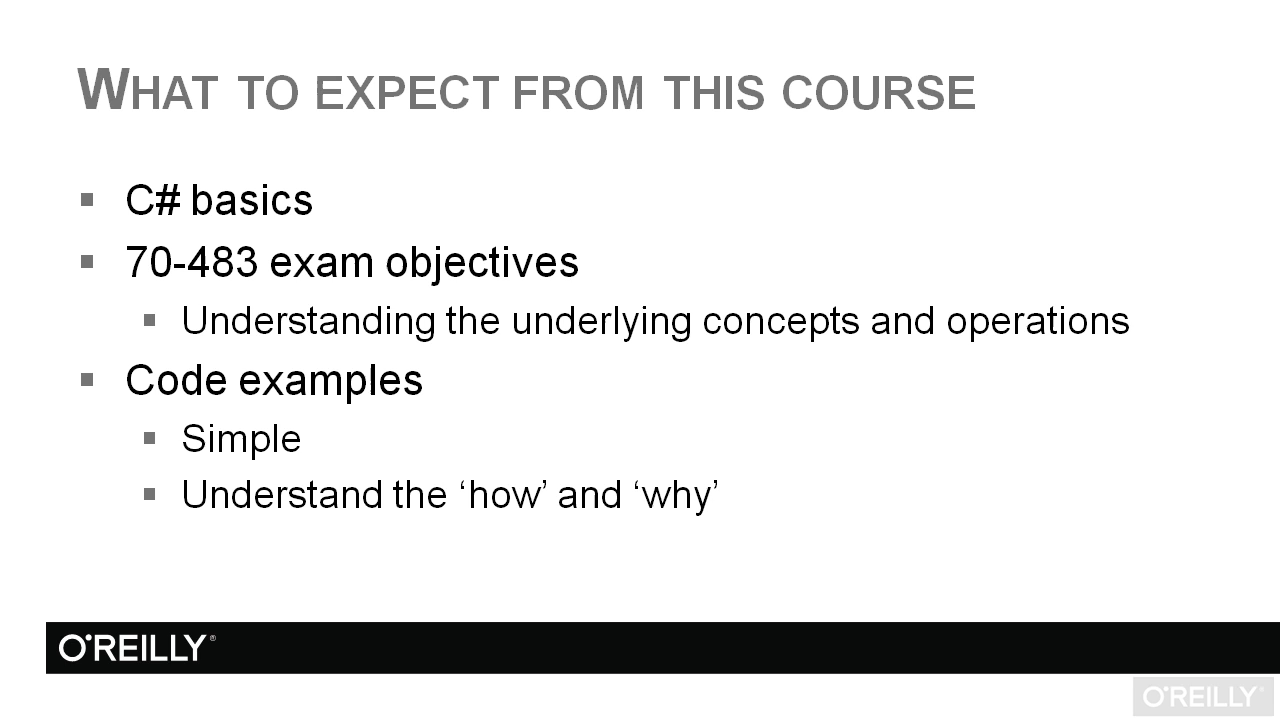 WHAT TO EXPECT FROM THIS COURSE
▪ C# basics
▪ 70-483 exam objectives
▪ Understanding the underlying concepts and operations
▪ Code examples
▪ Simple
▪ Understand the ‘how’ and ‘why’
O'REILLY®
O'REILLY®